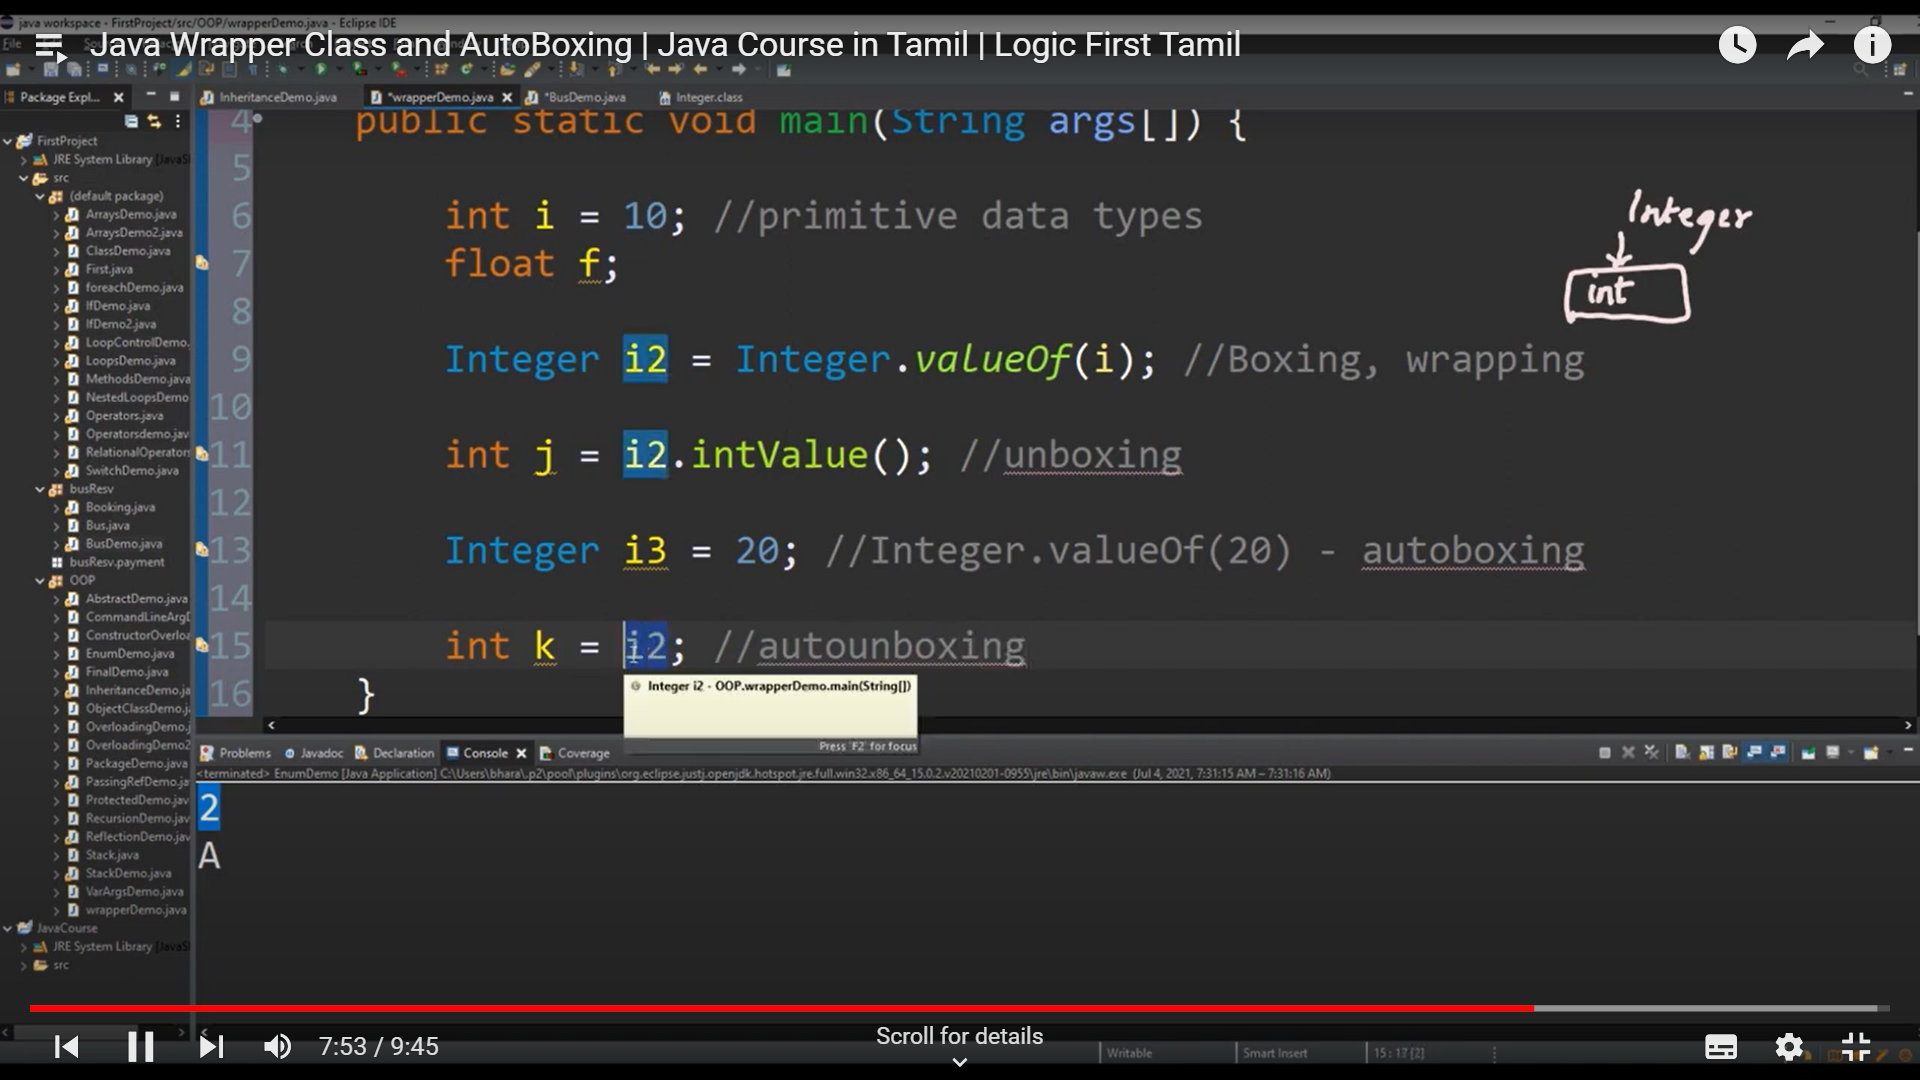 java workspace - FirstProject/src/OOP/wrapperDemo.java - Eclipse IDE
Java Wrapper Class and AutoBoxing | Java Course in Tamil | Logic First Tamil
Package Expl...
InheritanceDemo.java
*wrapperDemo.java
*BusDemo.java
Integer.class
FirstProject
JRE System Library [JavaS
src
(default package)
ArraysDemo.java
ArraysDemo2.java
ClassDemo.java
First.java
foreachDemo.java
IfDemo.java
IfDemo2.java
LoopControlDemo.
LoopsDemo.java
MethodsDemo.java
NestedLoopsDemo
Operators.java
Operatorsdemo.jav
RelationalOperators
SwitchDemo.java
busResv
Booking.java
Bus.java
BusDemo.java
busResv.payment
OOP
AbstractDemo.java
CommandLineArgD
ConstructorOverloa
EnumDemo.java
FinalDemo.java
InheritanceDemo.ja
ObjectClassDemo.j
OverloadingDemo.j
OverloadingDemo2
PackageDemo.java
PassingRefDemo.jav
ProtectedDemo.java
RecursionDemo.jav
ReflectionDemo.jav
Stack.java
StackDemo.java
VarArgsDemo.java
wrapperDemo.java
JavaCourse
JRE System Library [JavaS
src
4 public static void main(String args[]) {
5
6 int i = 10; //primitive data types
7 float f;
8
9 Integer i2 = Integer.valueOf(i); //Boxing, wrapping
10
11 int j = i2.intValue(); //unboxing
12
13 Integer i3 = 20; //Integer.valueOf(20) - autoboxing
14
15 int k = i2; //autounboxing
16 }
Integer
int
Integer i2 - OOP.wrapperDemo.main(String[])
Press 'F2' for focus
Problems
Javadoc
Declaration
Console
Coverage
<terminated> EnumDemo [Java Application] C:\Users\bhara\.p2\pool\plugins\org.eclipse.justj.openjdk.hotspot.jre.full.win32.x86_64_15.0.2.v20210201-0955\jre\bin\javaw.exe (Jul 4, 2021, 7:31:15 AM – 7:31:16 AM)
2
A
7:53 / 9:45
Scroll for details
Writable
Smart Insert
15 : 17 [2]